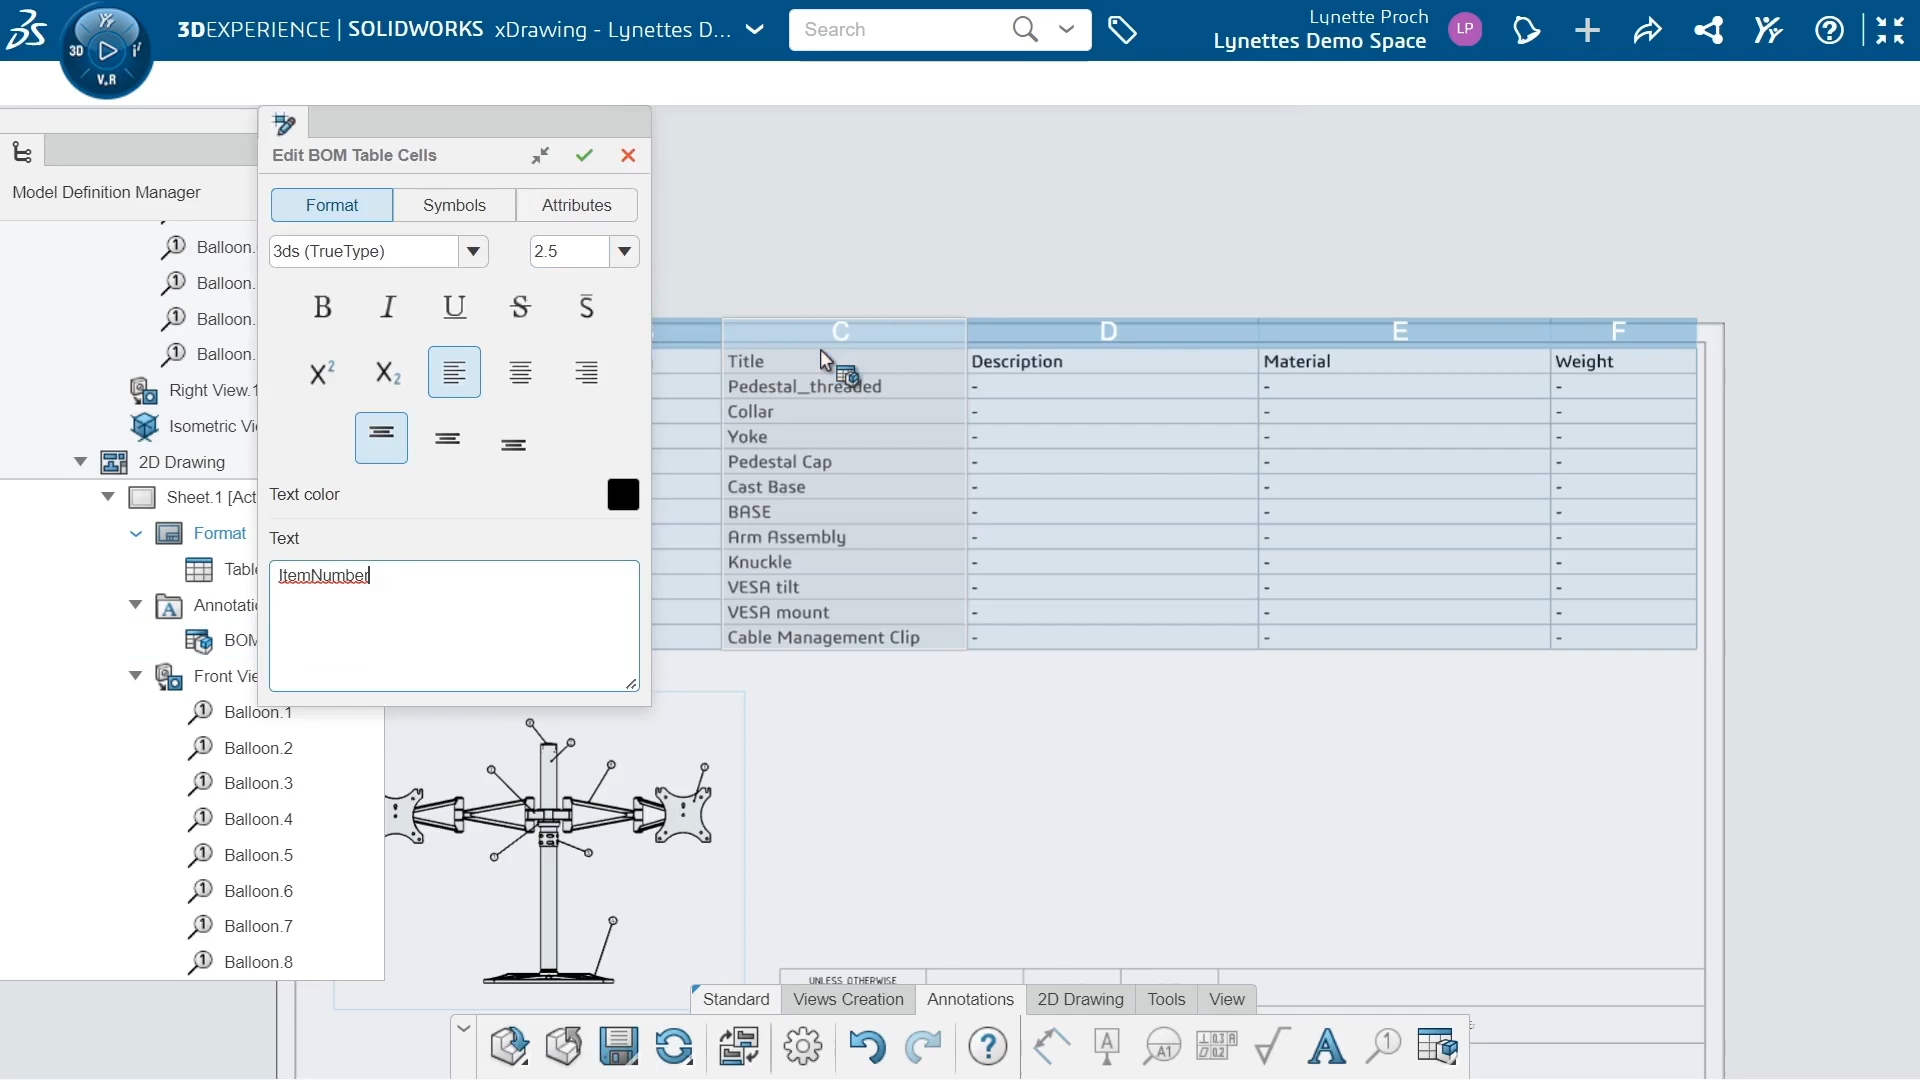 3DEXPERIENCE | SOLIDWORKS xDrawing - Lynettes D...
Search
Lynette Proch
Lynettes Demo Space
LP
3D
V.R
Model Definition Manager
Balloon.
Balloon.
Balloon.
Balloon.
Right View.1
Isometric Vi
2D Drawing
Sheet.1 [Act
Format
Table
Annotati
BOM
Front Vie
Balloon.1
Balloon.2
Balloon.3
Balloon.4
Balloon.5
Balloon.6
Balloon.7
Balloon.8
Edit BOM Table Cells
Format Symbols Attributes
3ds (TrueType) 2.5
B I U S S
X2 X2
Text color
Text
ItemNumber
C D E F
Title Description Material Weight
Pedestal_threaded - - -
Collar - - -
Yoke - - -
Pedestal Cap - - -
Cast Base - - -
BASE - - -
Arm Assembly - - -
Knuckle - - -
VESA tilt - - -
VESA mount - - -
Cable Management Clip - - -
UNLESS OTHERWISE
Standard Views Creation Annotations 2D Drawing Tools View